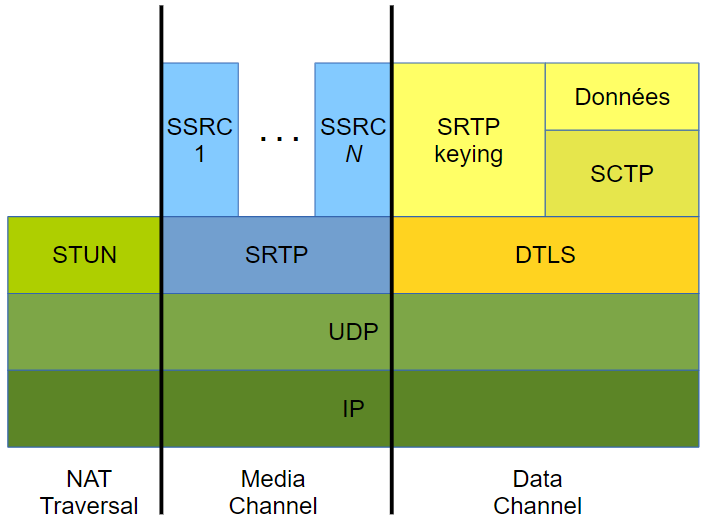 SSRC
1
. . .
SSRC
N
SRTP
keying
Données
SCTP
STUN
SRTP
DTLS
UDP
IP
NAT
Traversal
Media
Channel
Data
Channel